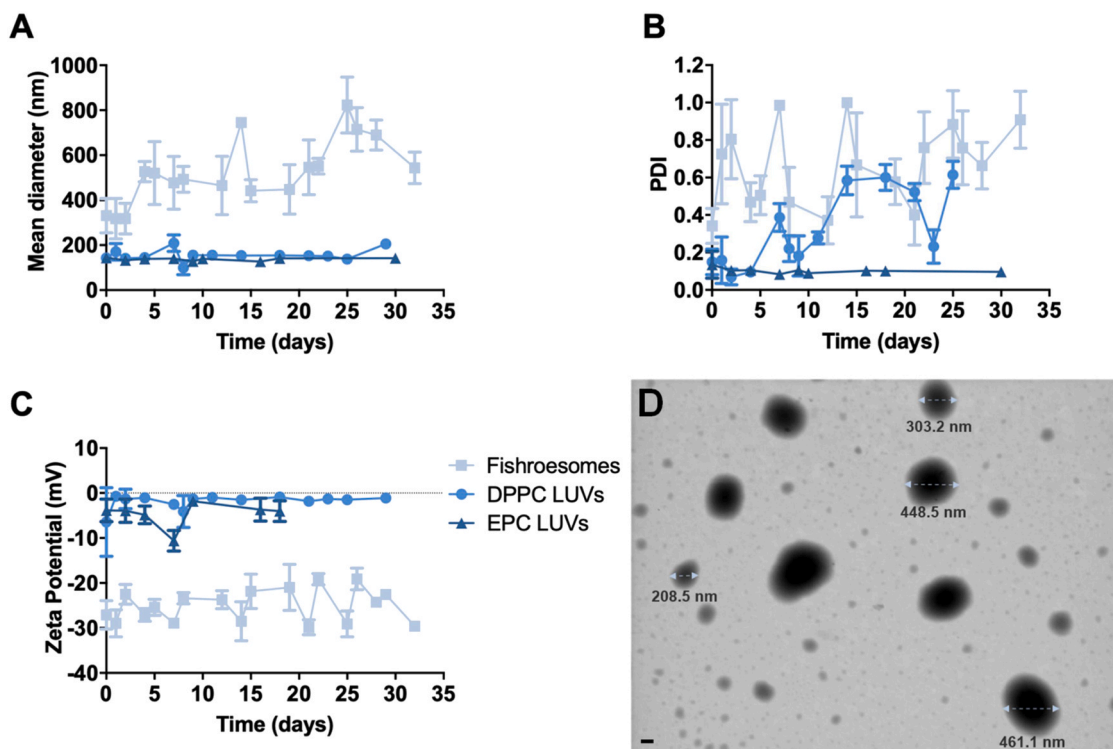 A
Mean diameter (nm)
1000
800
600
400
200
0
0 5 10 15 20 25 30 35
Time (days)
B
PDI
1.2
1.0
0.8
0.6
0.4
0.2
0.0
0 5 10 15 20 25 30 35
Time (days)
C
Zeta Potential (mV)
10
0
-10
-20
-30
-40
0 5 10 15 20 25 30 35
Time (days)
Fishroesomes
DPPC LUVs
EPC LUVs
D
303.2 nm
448.5 nm
208.5 nm
461.1 nm